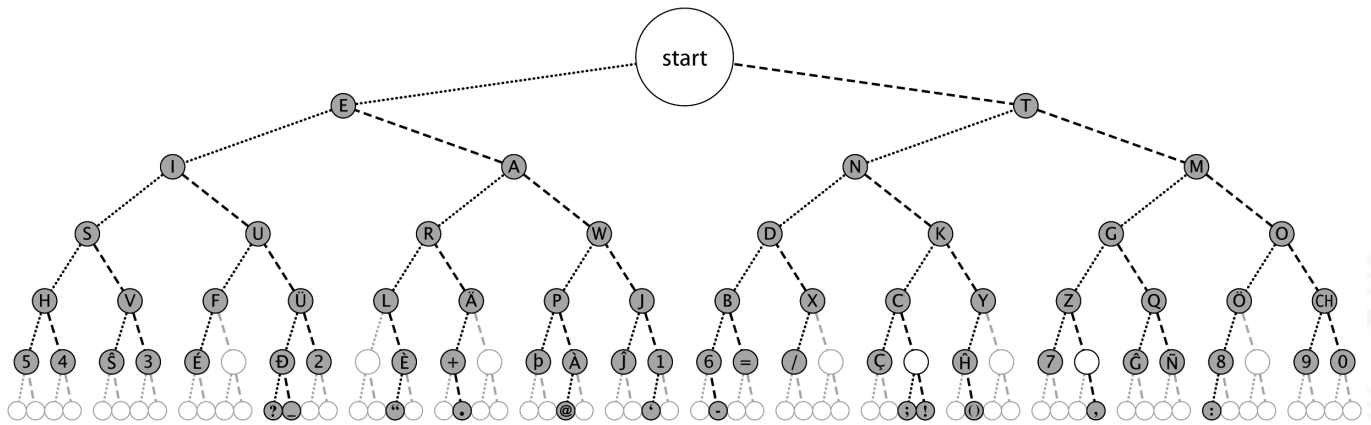 start
E T
I A N M
S U R W D K G O
H V F Ü L Ä P J B X C Y Z Q Ö CH
5 4 Ŝ 3 É Đ 2 È + þ À Ĵ 1 6 = / Ç Ĥ 7 Ĝ Ñ 8 9 0
? _ “ . @ ‘ - ; ! () , :